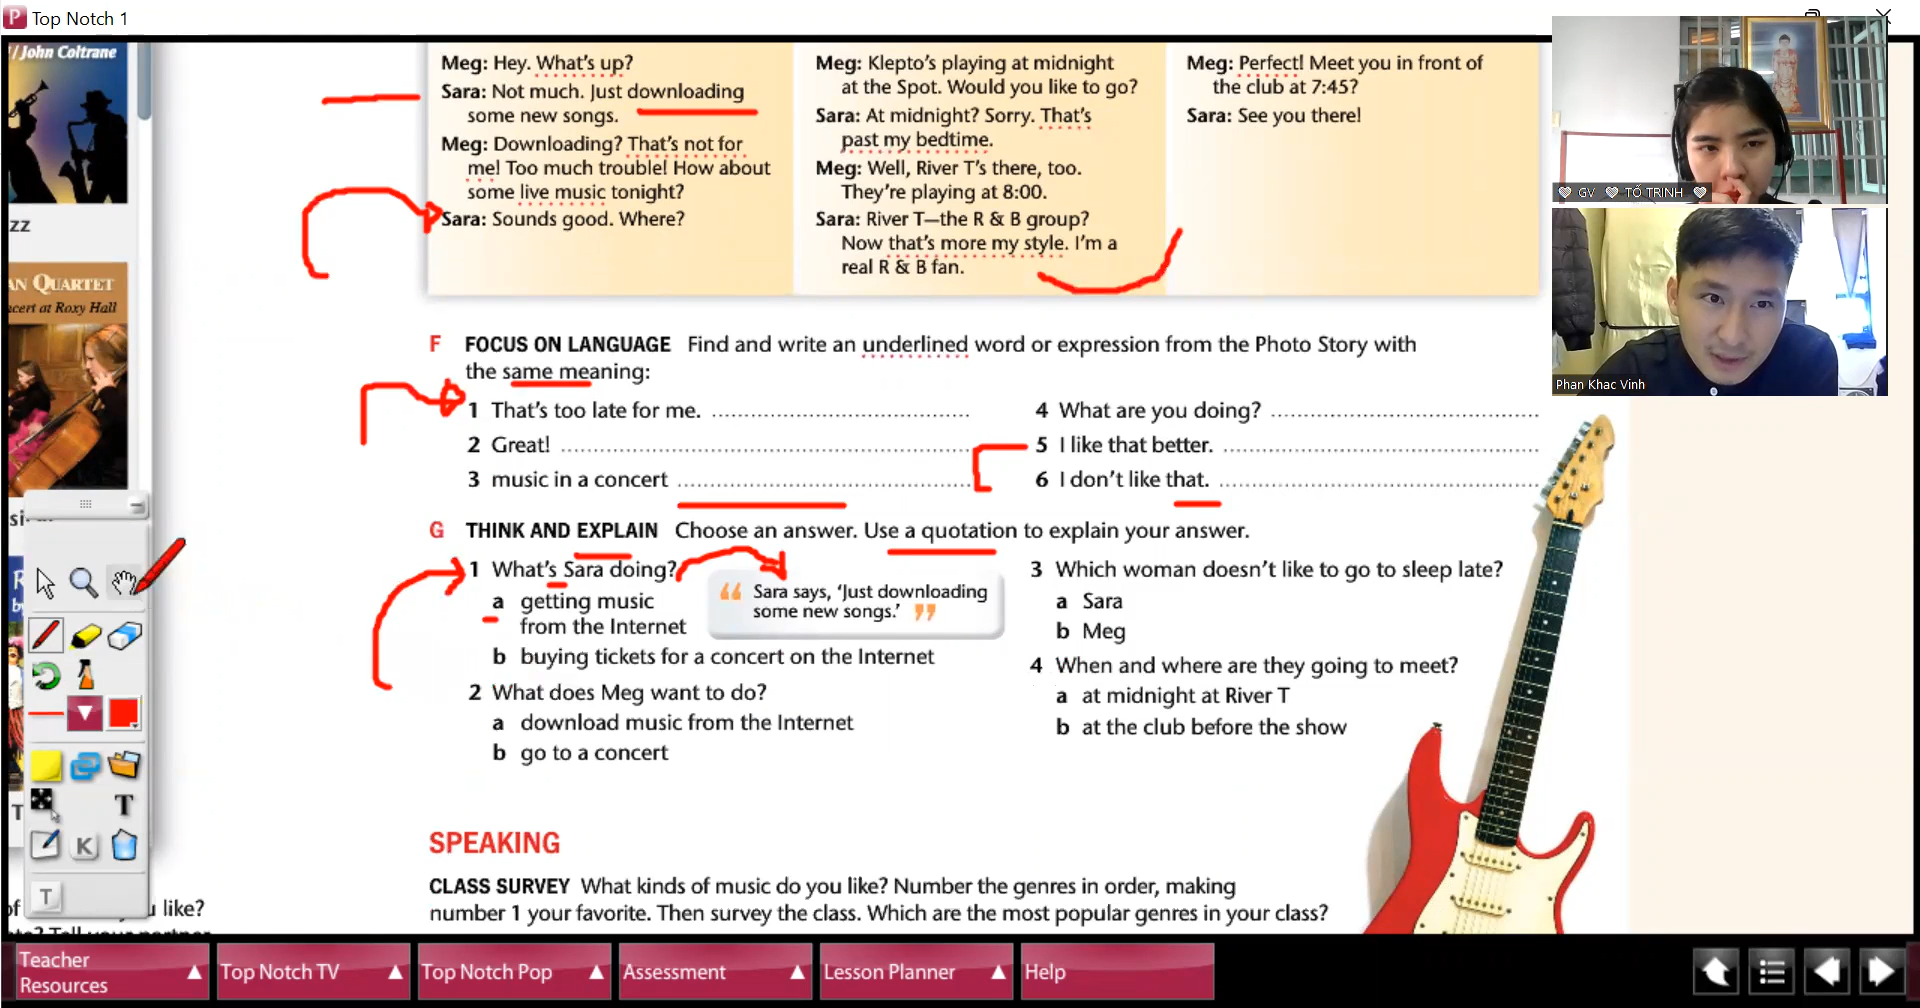 Top Notch 1
/ John Coltrane
zz
AN QUARTET
cert at Roxy Hall
si
Meg: Hey. What's up?
Sara: Not much. Just downloading
some new songs.
Meg: Downloading? That's not for
me! Too much trouble! How about
some live music tonight?
Sara: Sounds good. Where?
Meg: Klepto's playing at midnight
at the Spot. Would you like to go?
Sara: At midnight? Sorry. That's
past my bedtime.
Meg: Well, River T's there, too.
They're playing at 8:00.
Sara: River T—the R & B group?
Now that's more my style. I'm a
real R & B fan.
Meg: Perfect! Meet you in front of
the club at 7:45?
Sara: See you there!
GV TỐ TRINH
Phan Khac Vinh
F FOCUS ON LANGUAGE Find and write an underlined word or expression from the Photo Story with
the same meaning:
1 That's too late for me.
2 Great!
3 music in a concert
4 What are you doing?
5 I like that better.
6 I don't like that.
G THINK AND EXPLAIN Choose an answer. Use a quotation to explain your answer.
1 What's Sara doing?
a getting music
from the Internet
b buying tickets for a concert on the Internet
“ Sara says, ‘Just downloading
some new songs.’ ”
2 What does Meg want to do?
a download music from the Internet
b go to a concert
3 Which woman doesn't like to go to sleep late?
a Sara
b Meg
4 When and where are they going to meet?
a at midnight at River T
b at the club before the show
SPEAKING
CLASS SURVEY What kinds of music do you like? Number the genres in order, making
number 1 your favorite. Then survey the class. Which are the most popular genres in your class?
T
K
T
of
u like?
Teacher
Resources
Top Notch TV
Top Notch Pop
Assessment
Lesson Planner
Help